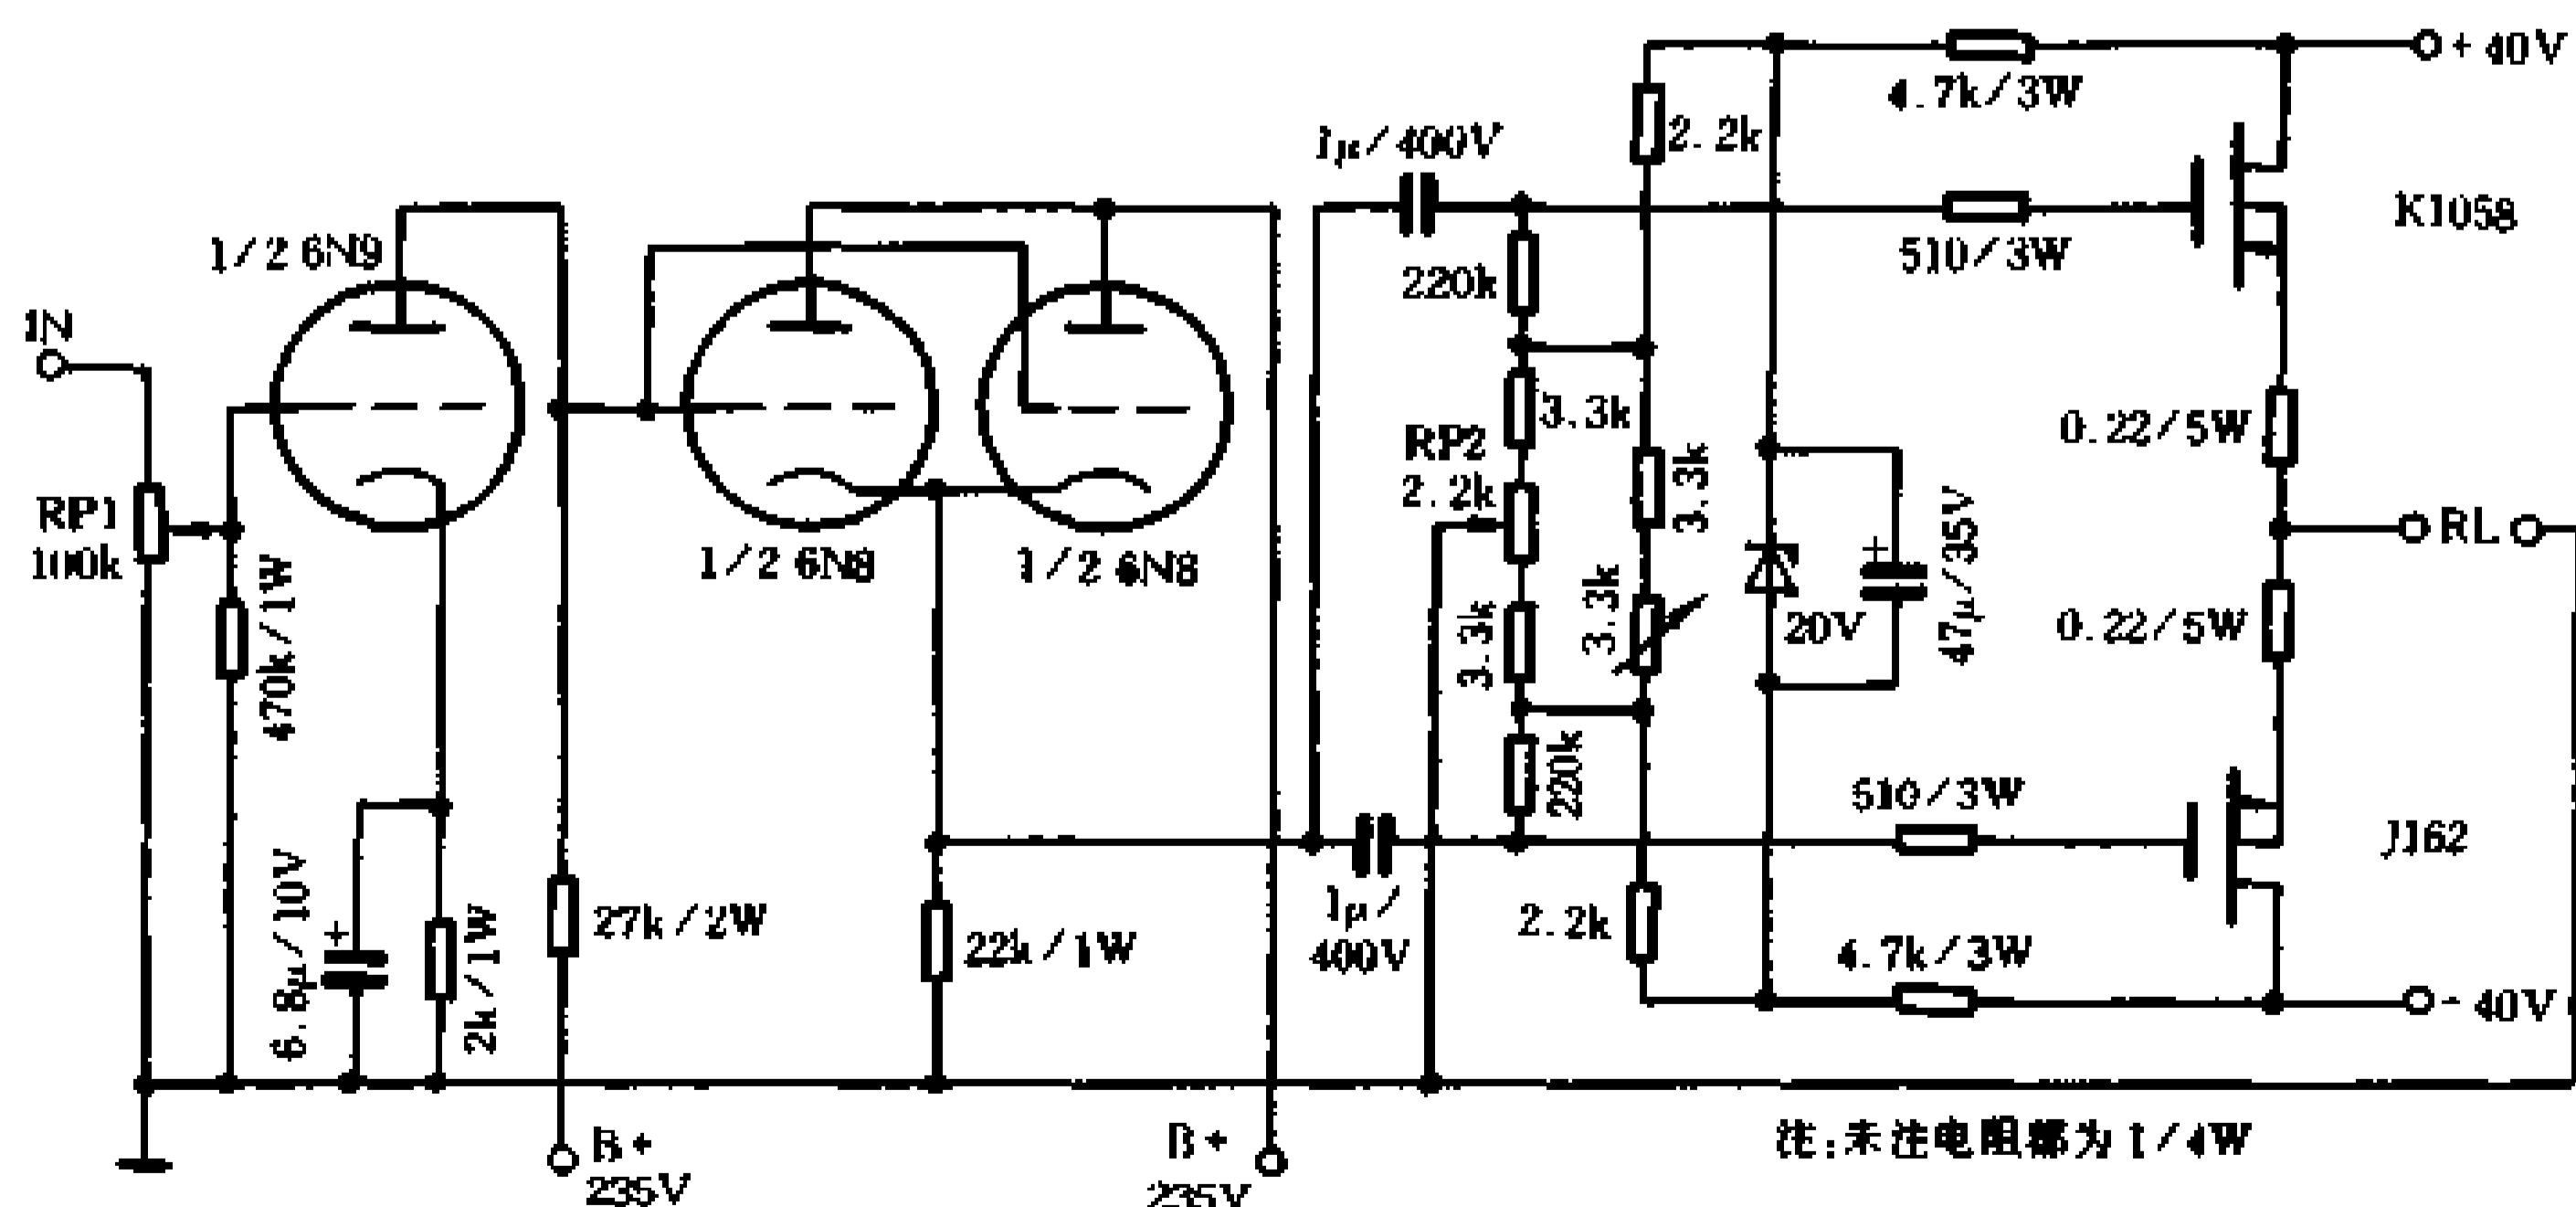 IN
RP1
100k
470k/1W
1/2 6N9
6.8μ/10V
+
2k/1W
27k/2W
B+
235V
1/2 6N8
1/2 6N8
22k/1W
B+
235V
1μ/400V
220k
3.3k
RP2
2.2k
3.3k
220k
1μ/
400V
2.2k
3.3k
3.3k
2.2k
20V
+
47μ/35V
4.7k/3W
510/3W
510/3W
4.7k/3W
+40V
K1058
0.22/5W
RL
0.22/5W
J162
-40V
注:未注电阻都为1/4W